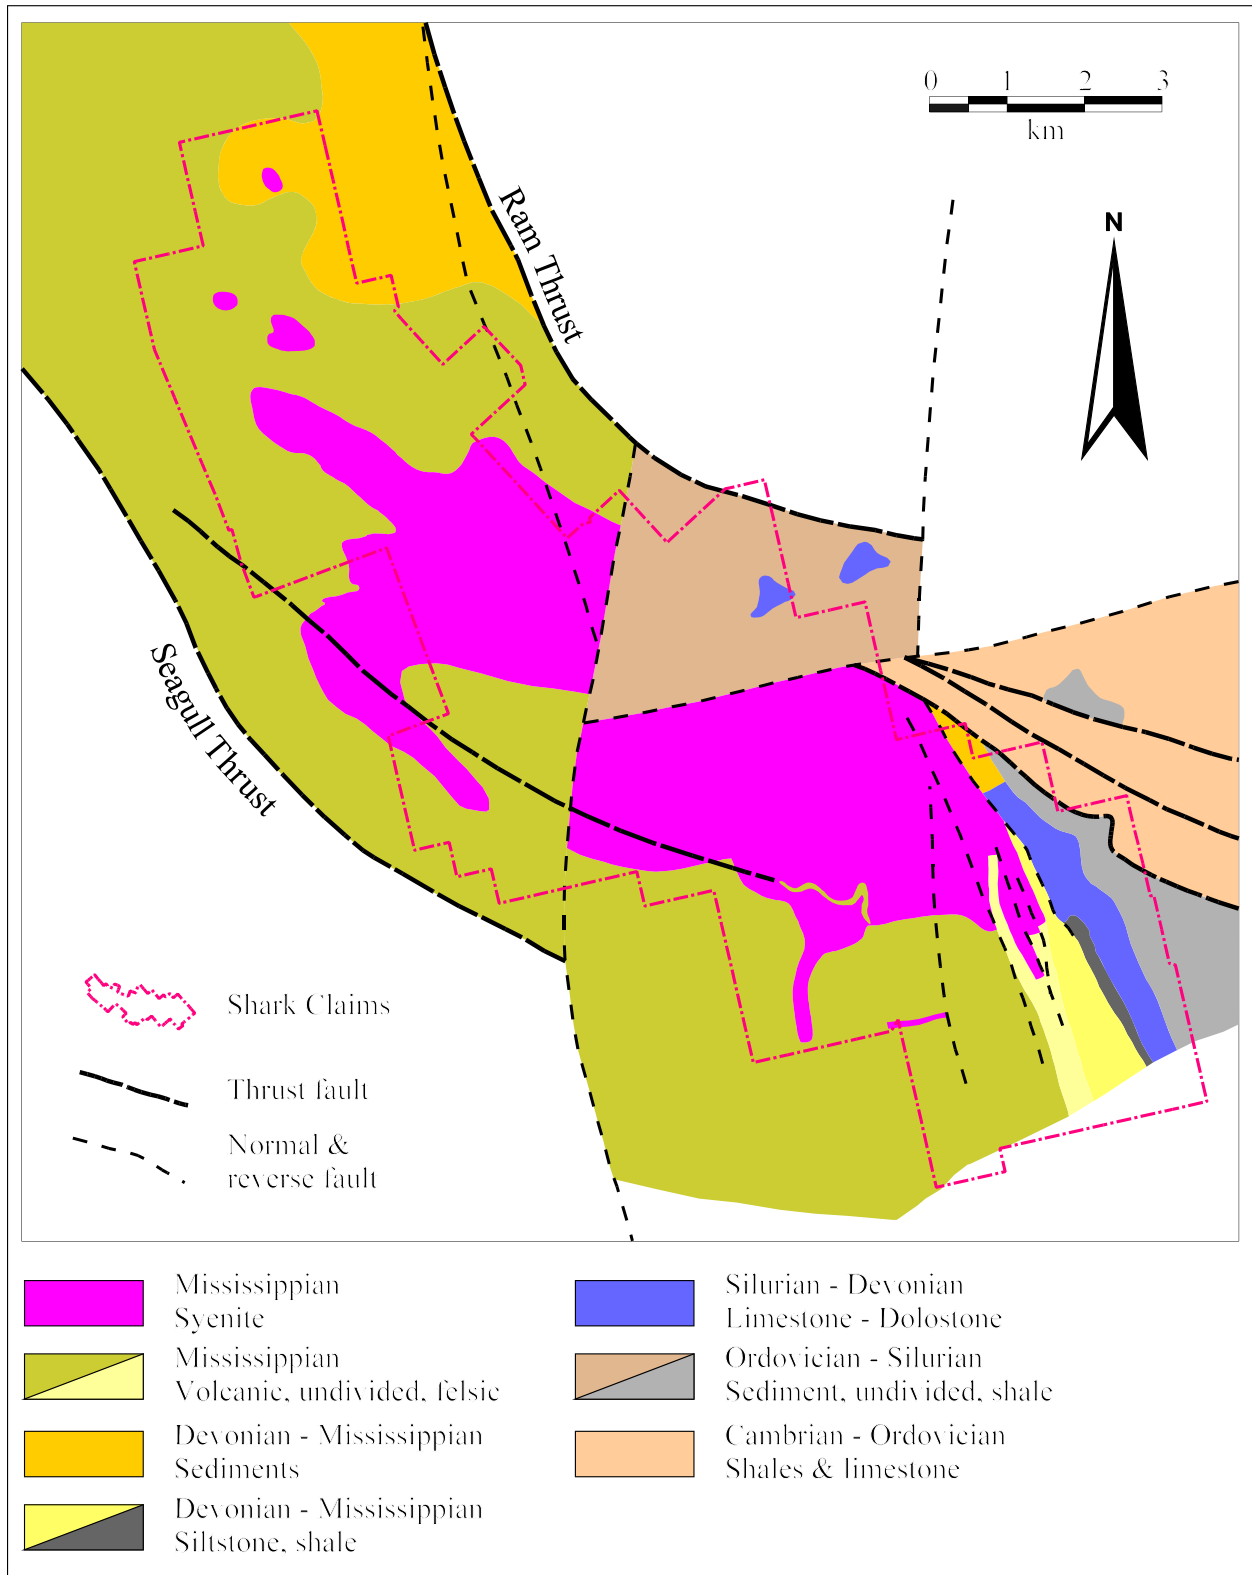 0 1 2 3
km
N
Ram Thrust
Seagull Thrust
Shark Claims
Thrust fault
Normal &
reverse fault
Mississippian
Syenite
Mississippian
Volcanic, undivided, felsic
Devonian - Mississippian
Sediments
Devonian - Mississippian
Siltstone, shale
Silurian - Devonian
Limestone - Dolostone
Ordovician - Silurian
Sediment, undivided, shale
Cambrian - Ordovician
Shales & limestone